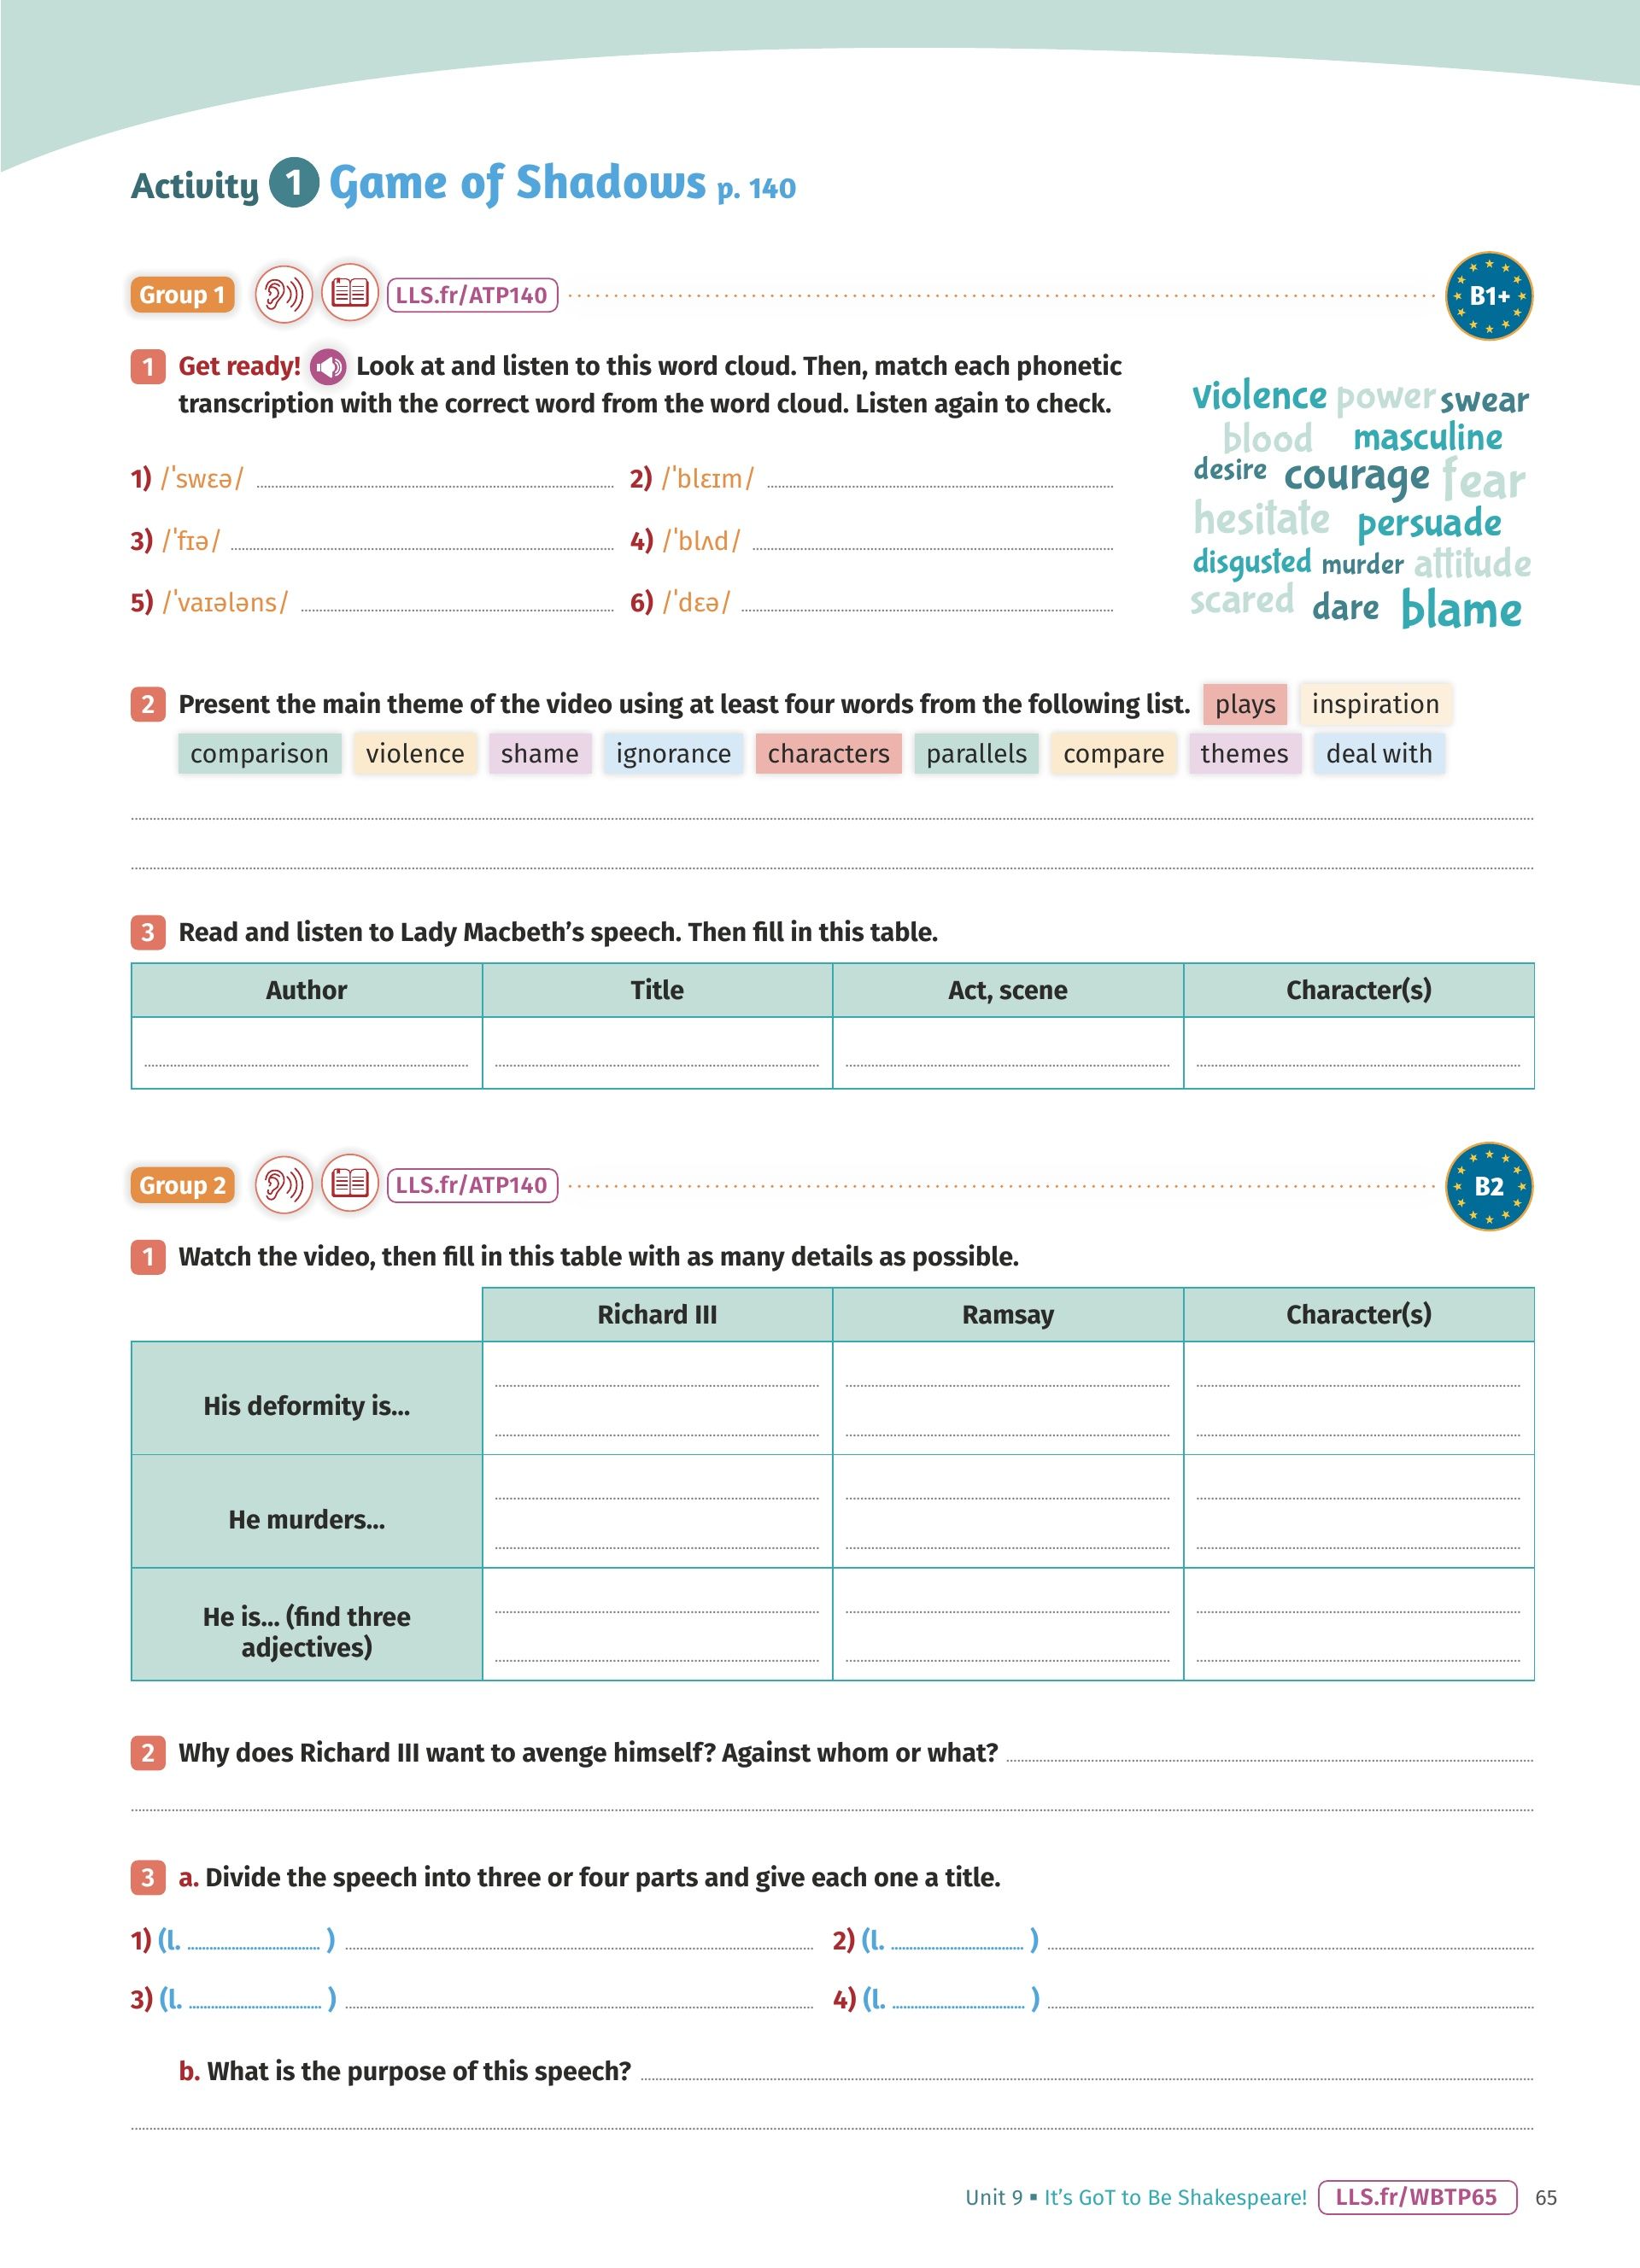 Activity 1 Game of Shadows p. 140
Group 1 LLS.fr/ATP140 B1+
1 Get ready! Look at and listen to this word cloud. Then, match each phonetic
transcription with the correct word from the word cloud. Listen again to check.
1) /ˈswɛə/ 2) /ˈblɛɪm/
3) /ˈfɪə/ 4) /ˈblʌd/
5) /ˈvaɪələns/ 6) /ˈdɛə/
violence power swear
blood masculine
desire courage fear
hesitate persuade
disgusted murder attitude
scared dare blame
2 Present the main theme of the video using at least four words from the following list. plays inspiration
comparison violence shame ignorance characters parallels compare themes deal with
3 Read and listen to Lady Macbeth’s speech. Then fill in this table.
Author Title Act, scene Character(s)
Group 2 LLS.fr/ATP140 B2
1 Watch the video, then fill in this table with as many details as possible.
Richard III Ramsay Character(s)
His deformity is...
He murders...
He is... (find three
adjectives)
2 Why does Richard III want to avenge himself? Against whom or what?
3 a. Divide the speech into three or four parts and give each one a title.
1) (l. ) 2) (l. )
3) (l. ) 4) (l. )
b. What is the purpose of this speech?
Unit 9 ▪ It’s GoT to Be Shakespeare! LLS.fr/WBTP65 65